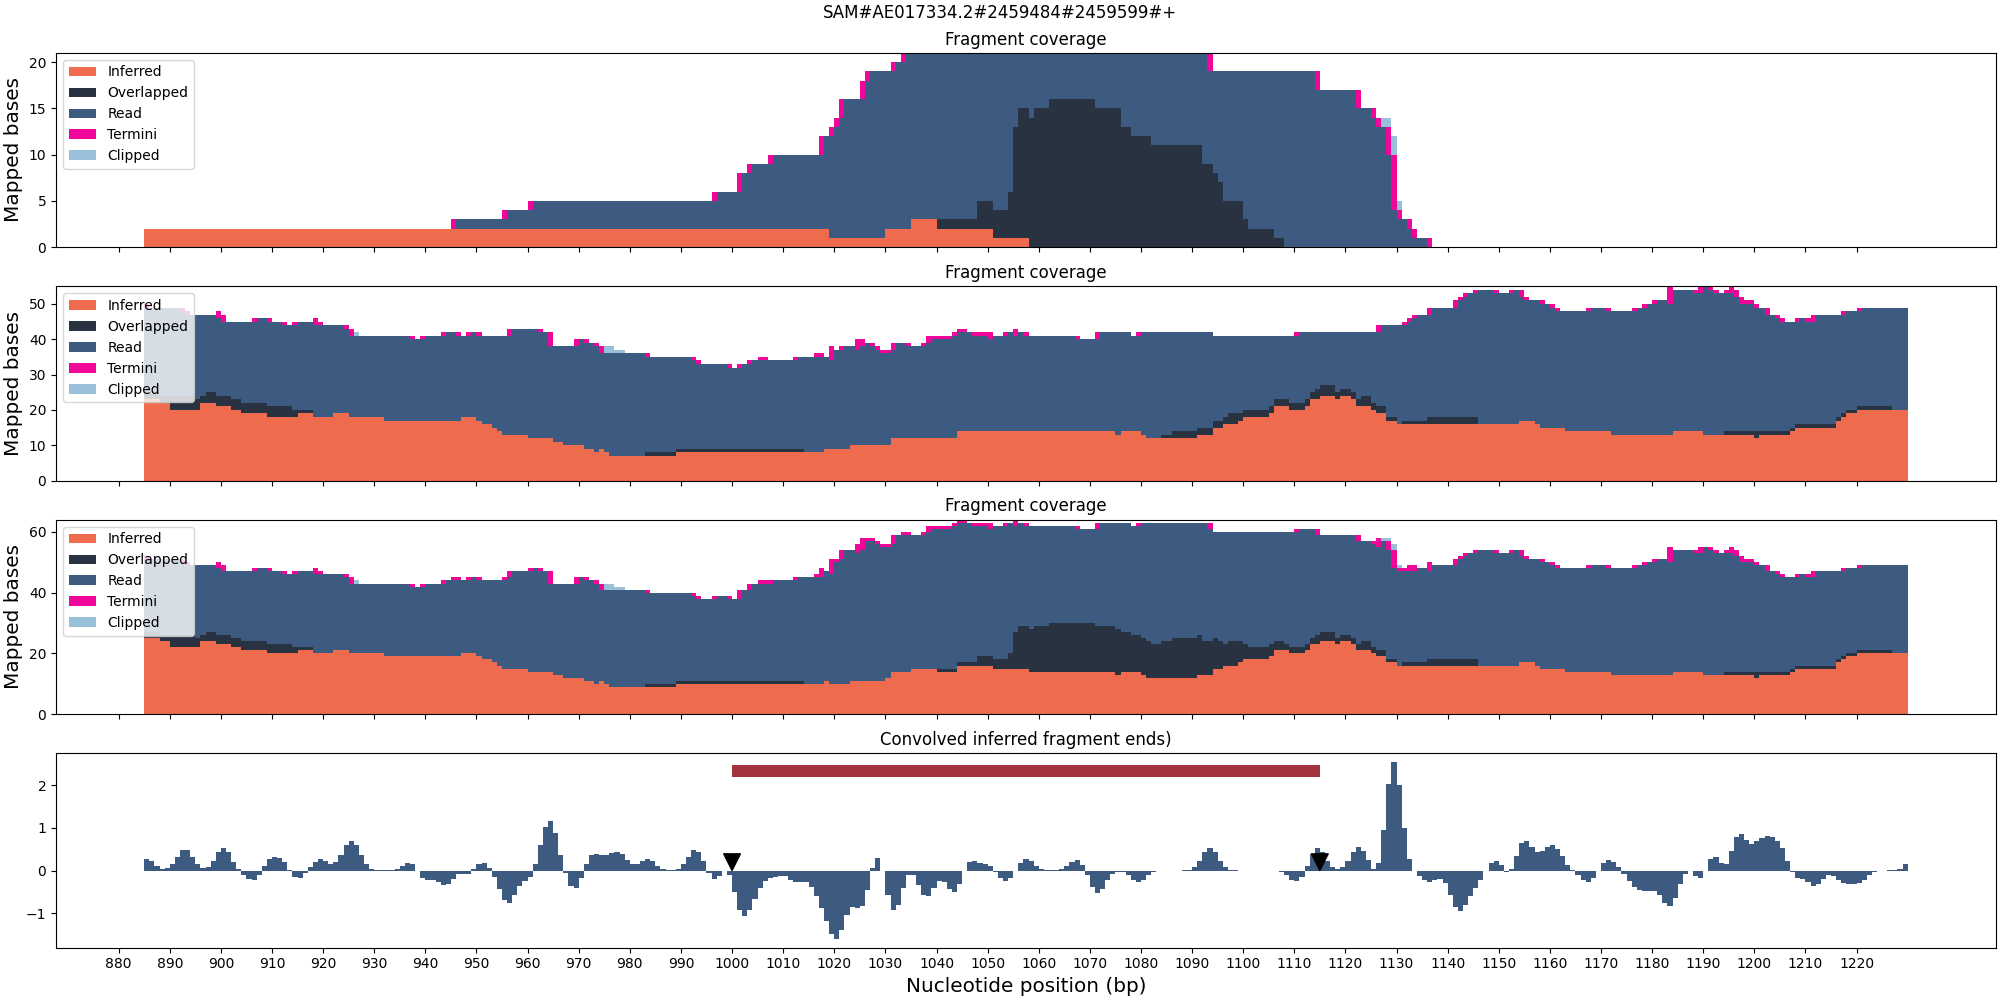 SAM#AE017334.2#2459484#2459599#+
Fragment coverage
Mapped bases
20
15
10
5
0
Inferred
Overlapped
Read
Termini
Clipped
Fragment coverage
Mapped bases
50
40
30
20
10
0
Inferred
Overlapped
Read
Termini
Clipped
Fragment coverage
Mapped bases
60
40
20
0
Inferred
Overlapped
Read
Termini
Clipped
Convolved inferred fragment ends)
2
1
0
−1
880 890 900 910 920 930 940 950 960 970 980 990 1000 1010 1020 1030 1040 1050 1060 1070 1080 1090 1100 1110 1120 1130 1140 1150 1160 1170 1180 1190 1200 1210 1220
Nucleotide position (bp)